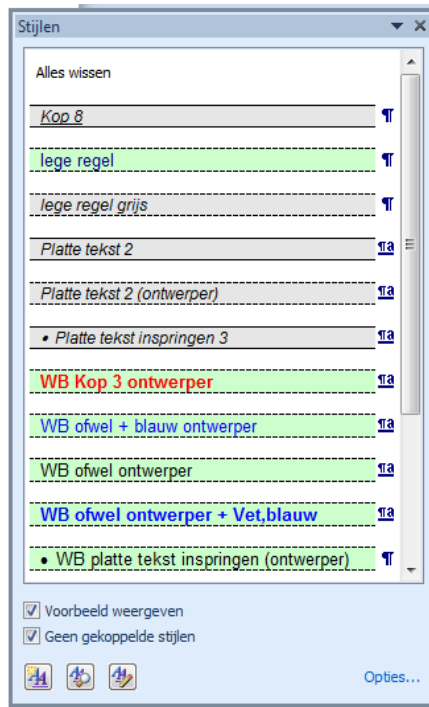 Stijlen
Alles wissen
Kop 8 ¶
lege regel ¶
lege regel grijs ¶
Platte tekst 2 ¶a
Platte tekst 2 (ontwerper) ¶a
• Platte tekst inspringen 3 ¶a
WB Kop 3 ontwerper ¶a
WB ofwel + blauw ontwerper ¶a
WB ofwel ontwerper ¶a
WB ofwel ontwerper + Vet,blauw ¶a
• WB platte tekst inspringen (ontwerper) ¶
Voorbeeld weergeven
Geen gekoppelde stijlen
Opties...